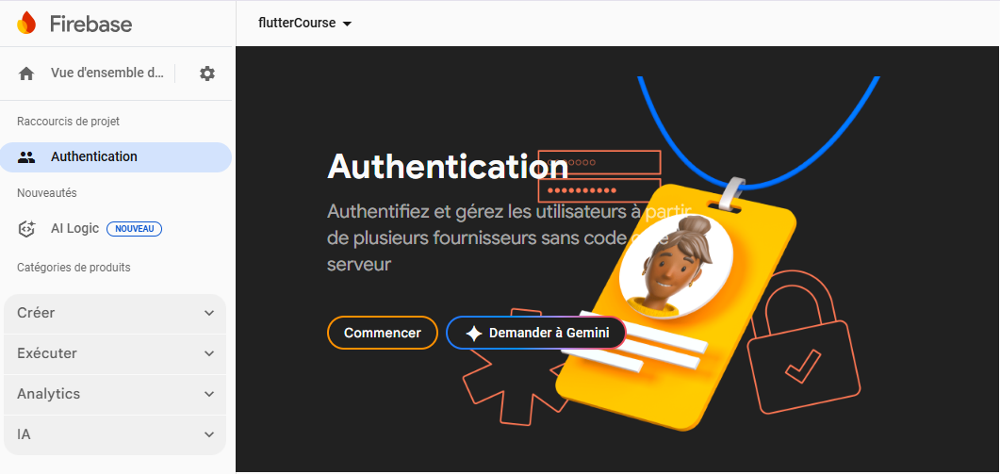 Firebase
flutterCourse
Vue d'ensemble d...
Raccourcis de projet
Authentication
Nouveautés
AI Logic NOUVEAU
Catégories de produits
Créer
Exécuter
Analytics
IA
Authentication
Authentifiez et gérez les utilisateurs à partir
de plusieurs fournisseurs sans code côté
serveur
Commencer
Demander à Gemini